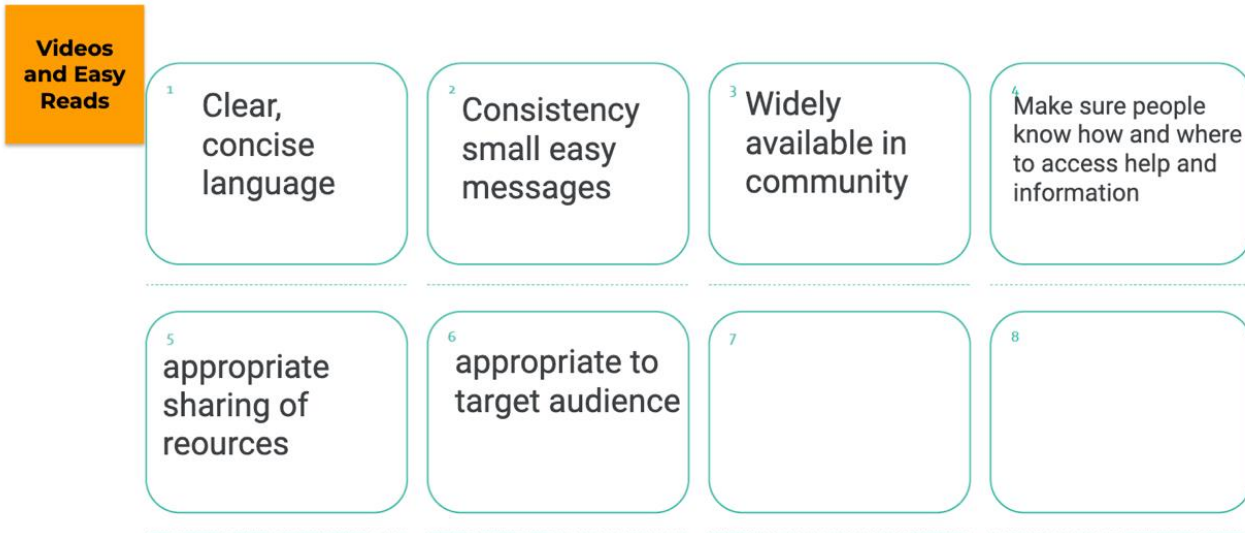 Videos
and Easy
Reads
1
Clear,
concise
language
2
Consistency
small easy
messages
3
Widely
available in
community
4
Make sure people
know how and where
to access help and
information
5
appropriate
sharing of
reources
6
appropriate to
target audience
7
8